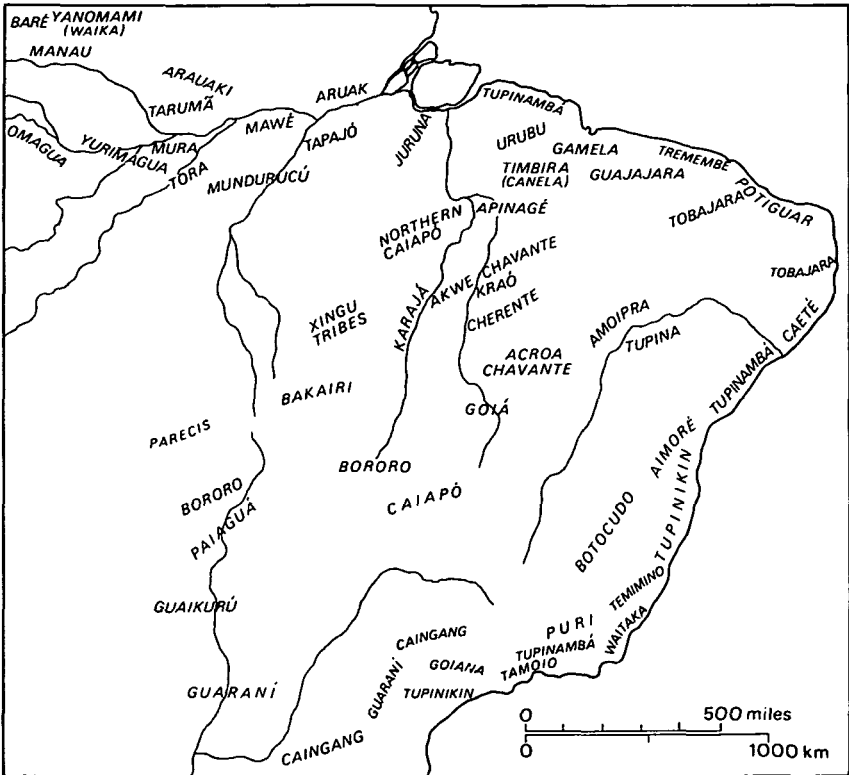 BARÉ YANOMAMI
(WAIKA)
MANAU
ARAUAKI
TARUMÃ
ARUAK
OMAGUA
YURIMAGUA
MURA
MAWÉ
TORA
TAPAJÓ
MUNDURUCÚ
JURUNA
TUPINAMBÁ
URUBU
GAMELA
TIMBIRA
(CANELA)
GUAJAJARA
TREMEMBÉ
POTIGUAR
TOBAJARA
TOBAJARA
CAETÉ
NORTHERN
CAIAPÓ
APINAGÉ
AKWE CHAVANTE
KRAÓ
CHERENTE
KARAJÁ
XINGU
TRIBES
ACROA
CHAVANTE
AMOIPRA
TUPINA
TUPINAMBÁ
BAKAIRI
GOIÁ
PARECIS
BORORO
BORORO
PAIAGUÁ
CAIAPÓ
AIMORÉ
TUPINIKIN
BOTOCUDO
GUAIKURÚ
TEMIMINO
WAITAKA
PURI
TUPINAMBÁ
TAMOIO
CAINGANG
GOIANA
GUARANÍ
TUPINIKIN
GUARANÍ
CAINGANG
0 500 miles
0 1000 km